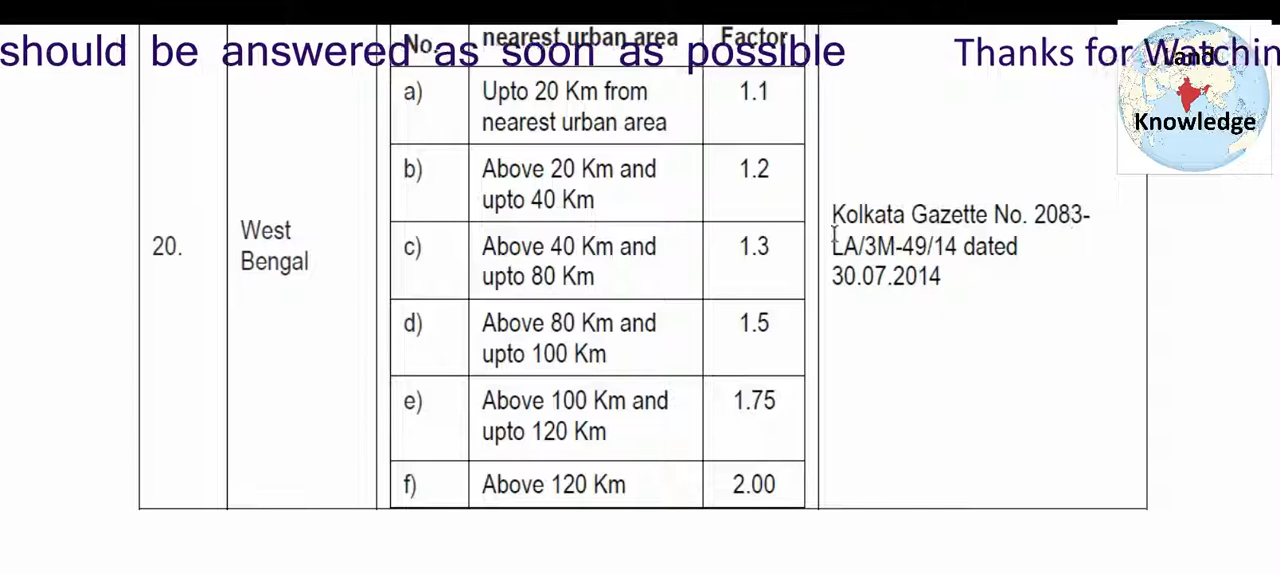 should be answered as soon as possible
Thanks for Watchin
Land
Knowledge
No.
nearest urban area
Factor
20.
West
Bengal
a)
Upto 20 Km from
nearest urban area
1.1
b)
Above 20 Km and
upto 40 Km
1.2
c)
Above 40 Km and
upto 80 Km
1.3
d)
Above 80 Km and
upto 100 Km
1.5
e)
Above 100 Km and
upto 120 Km
1.75
f)
Above 120 Km
2.00
Kolkata Gazette No. 2083-
LA/3M-49/14 dated
30.07.2014